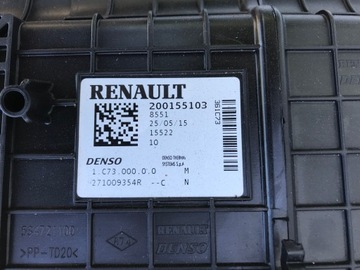 RENAULT
200155103
8551
25/05/15
15522
10
361C73
DENSO
DENSO THERMAL
SYSTEMS S.p.A
1.C73.000.0.0 M
271009354R --C N
RENAULT
>PP-TD20<
DENSO